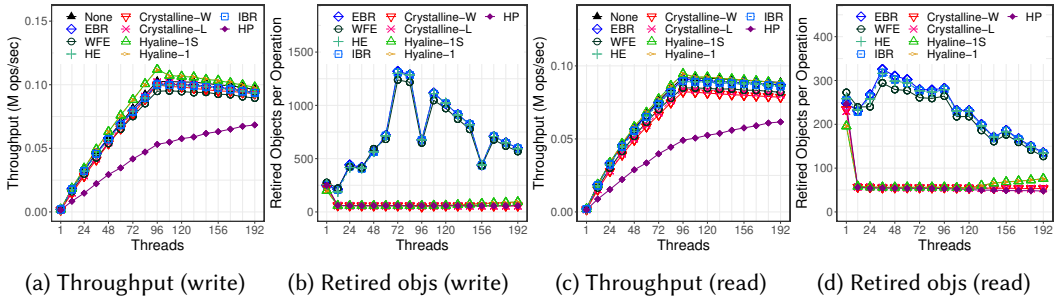 None
EBR
WFE
HE
Crystalline-W
Crystalline-L
Hyaline-1S
Hyaline-1
IBR
HP
Throughput (M ops/sec)
0.15
0.10
0.05
0.00
1 24 48 72 96 120 156 192
Threads
(a) Throughput (write)
EBR
WFE
HE
IBR
Crystalline-W
Crystalline-L
Hyaline-1S
Hyaline-1
HP
Retired Objects per Operation
1500
1000
500
250
0
1 24 48 72 96 120 156 192
Threads
(b) Retired objs (write)
None
EBR
WFE
HE
Crystalline-W
Crystalline-L
Hyaline-1S
Hyaline-1
IBR
HP
Throughput (M ops/sec)
0.10
0.05
0.00
1 24 48 72 96 120 156 192
Threads
(c) Throughput (read)
EBR
WFE
HE
IBR
Crystalline-W
Crystalline-L
Hyaline-1S
Hyaline-1
HP
Retired Objects per Operation
400
300
200
100
0
1 24 48 72 96 120 156 192
Threads
(d) Retired objs (read)